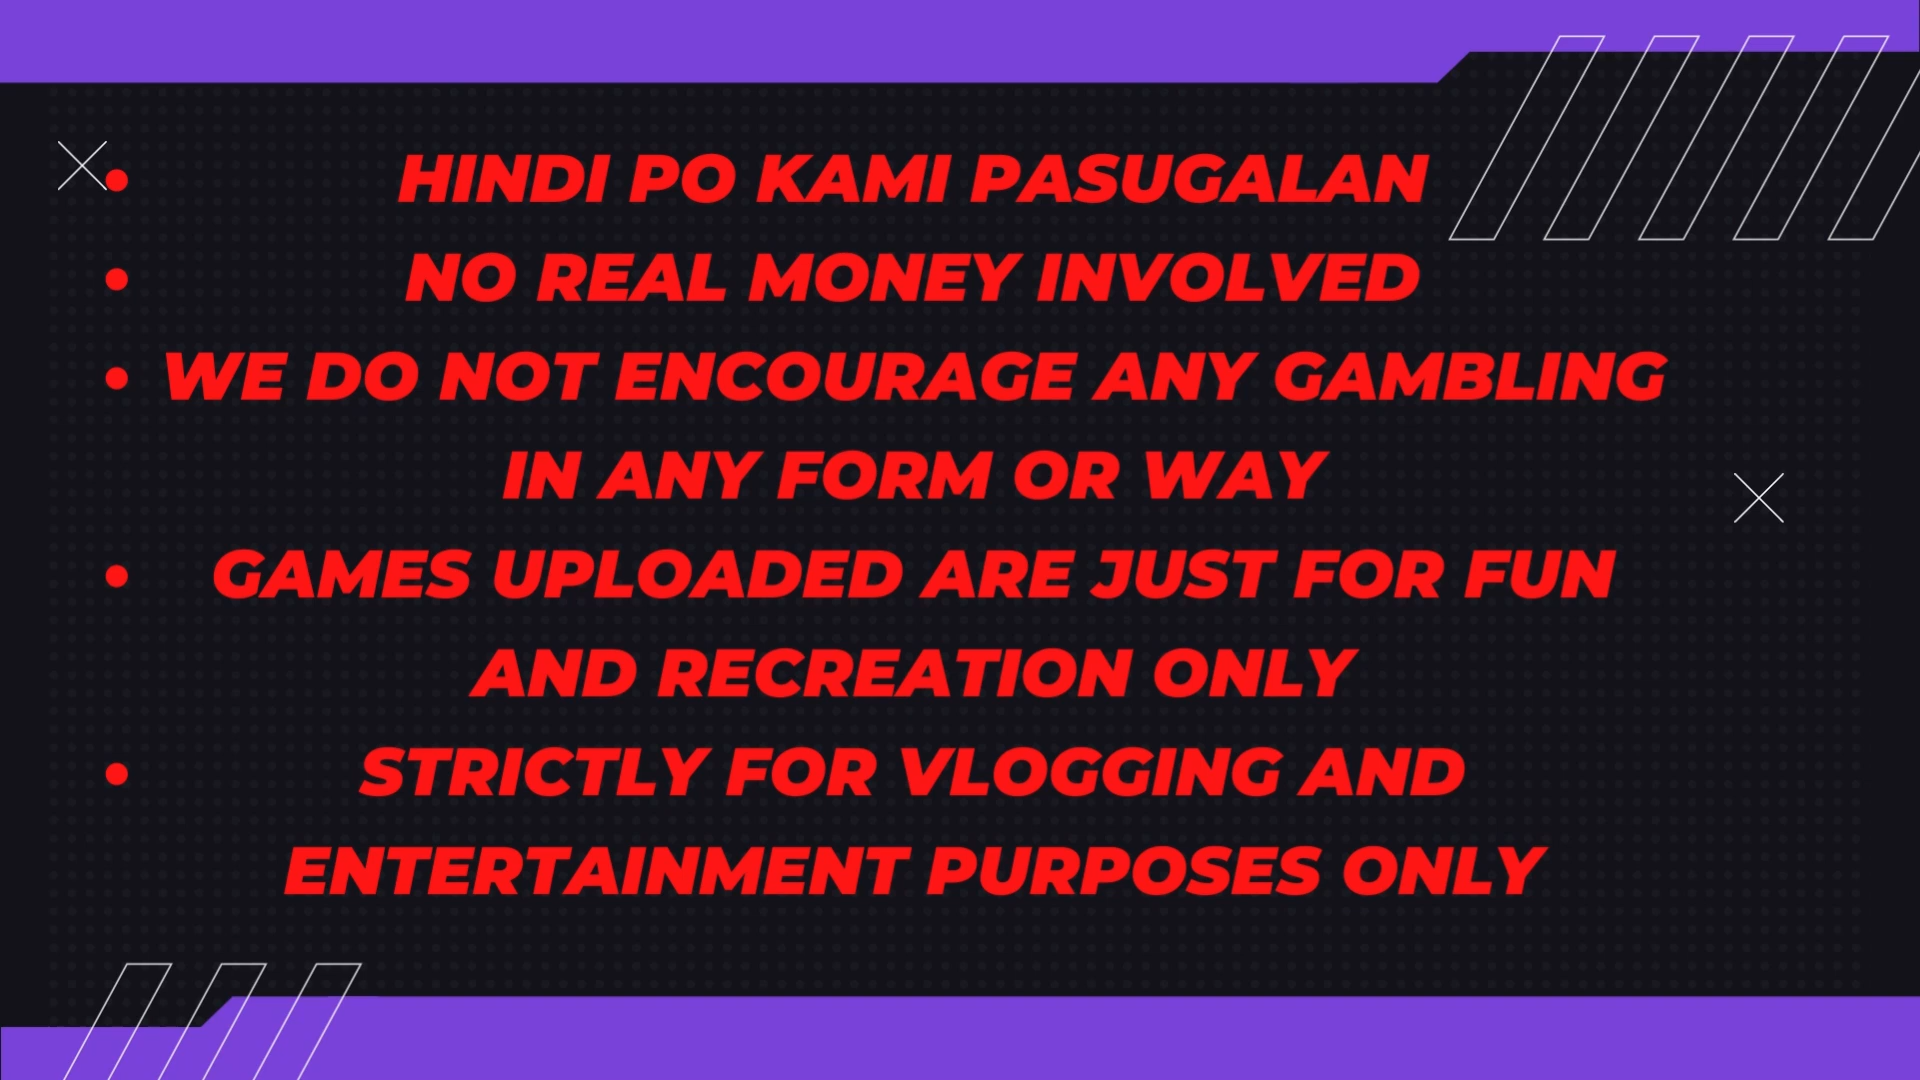 HINDI PO KAMI PASUGALAN
NO REAL MONEY INVOLVED
WE DO NOT ENCOURAGE ANY GAMBLING
IN ANY FORM OR WAY
GAMES UPLOADED ARE JUST FOR FUN
AND RECREATION ONLY
STRICTLY FOR VLOGGING AND
ENTERTAINMENT PURPOSES ONLY